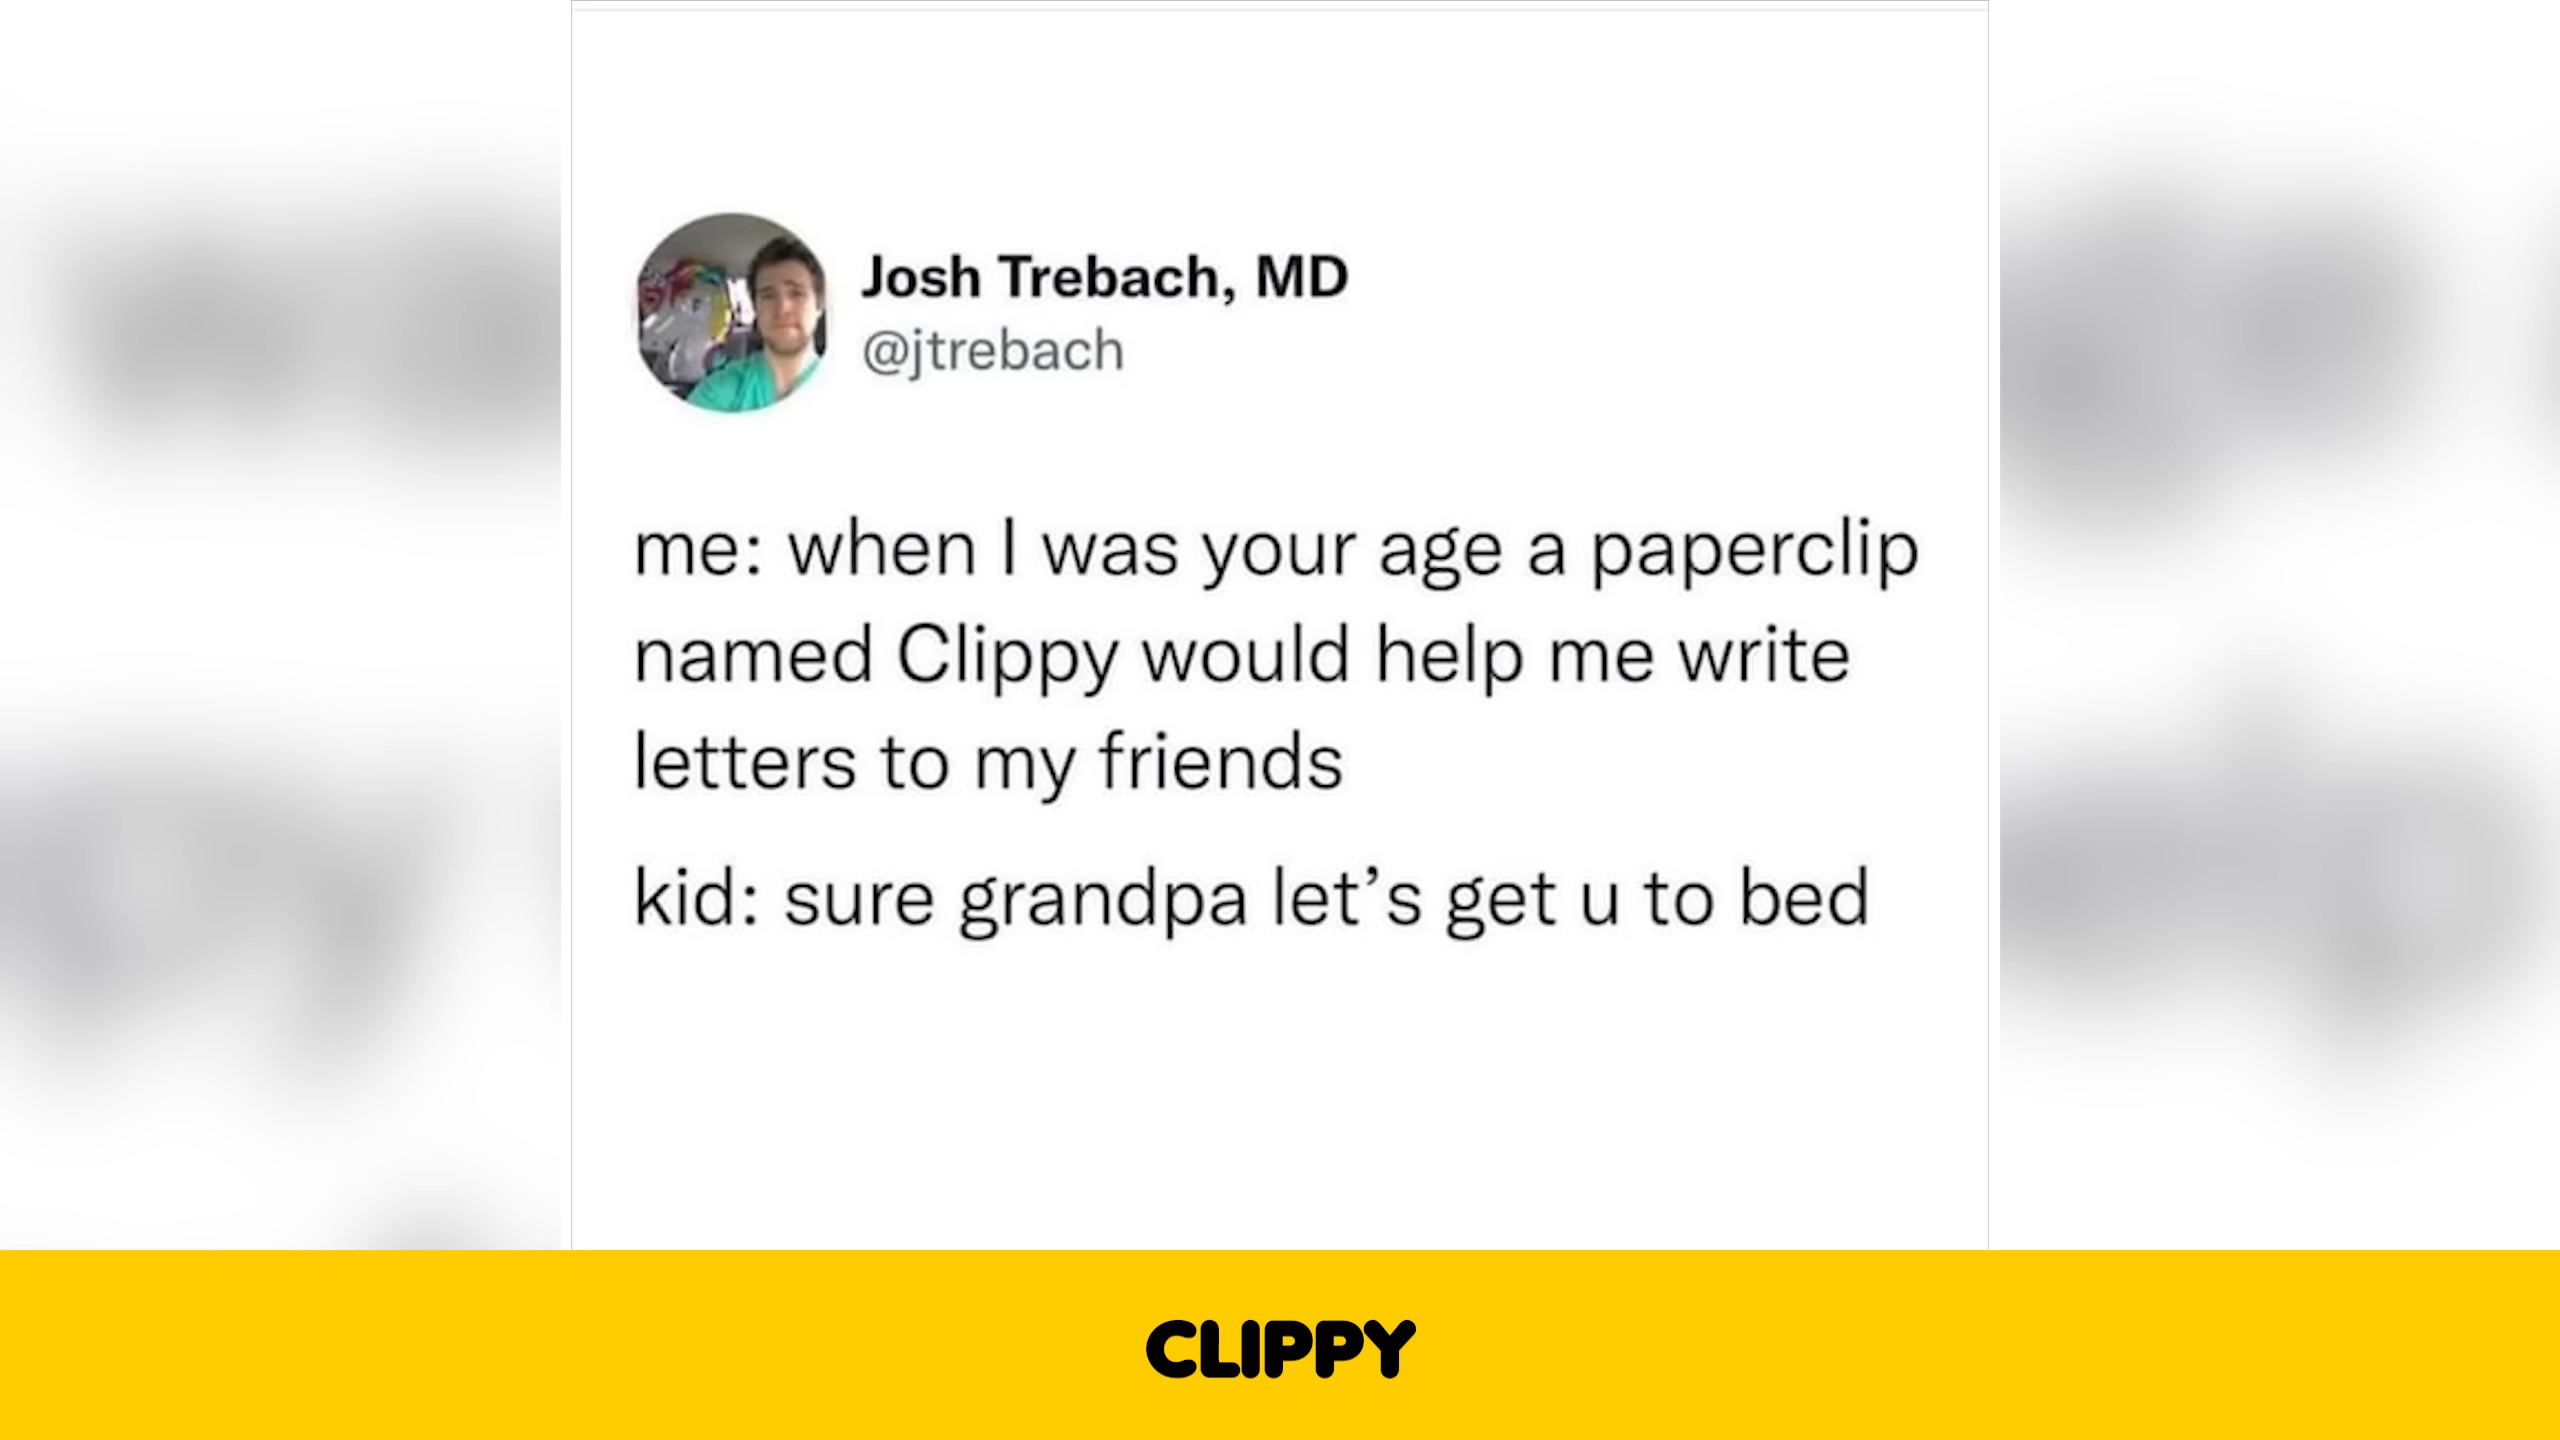 Josh Trebach, MD
@jtrebach
me: when I was your age a paperclip
named Clippy would help me write
letters to my friends
kid: sure grandpa let’s get u to bed
CLIPPY